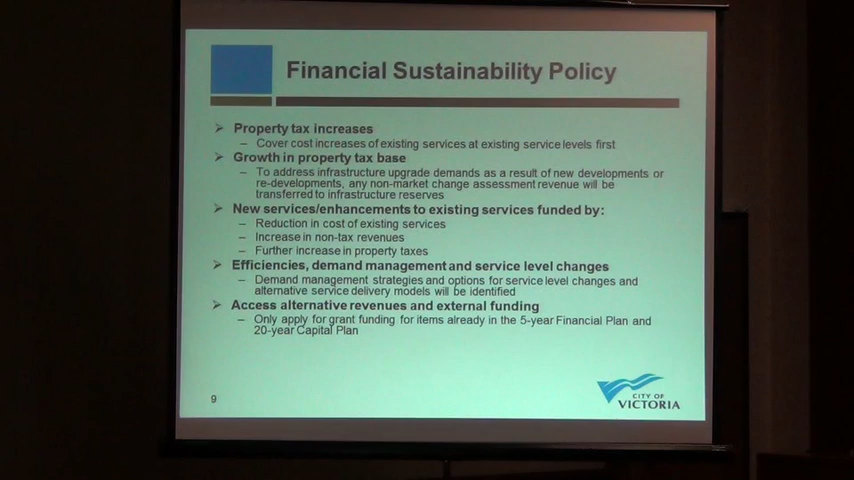 Financial Sustainability Policy
➢ Property tax increases
– Cover cost increases of existing services at existing service levels first
➢ Growth in property tax base
– To address infrastructure upgrade demands as a result of new developments or
re-developments, any non-market change assessment revenue will be
transferred to infrastructure reserves
➢ New services/enhancements to existing services funded by:
– Reduction in cost of existing services
– Increase in non-tax revenues
– Further increase in property taxes
➢ Efficiencies, demand management and service level changes
– Demand management strategies and options for service level changes and
alternative service delivery models will be identified
➢ Access alternative revenues and external funding
– Only apply for grant funding for items already in the 5-year Financial Plan and
20-year Capital Plan
9
CITY OF
VICTORIA